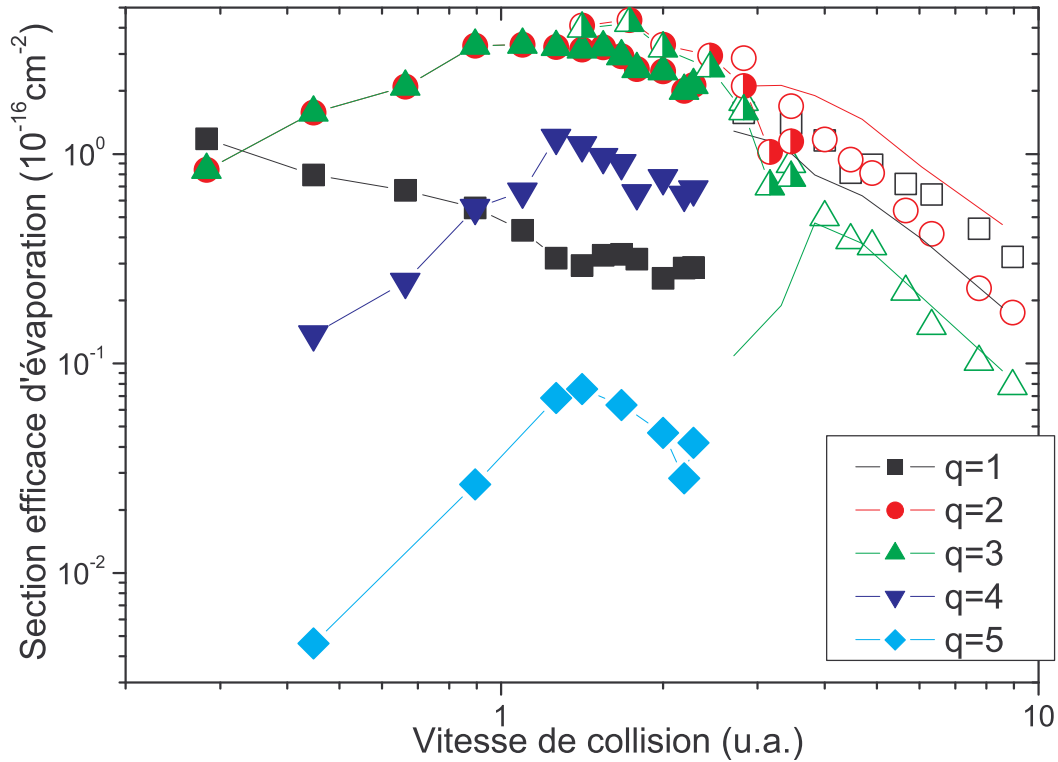 Section efficace d'évaporation (10⁻¹⁶cm⁻²)
10⁰
10⁻¹
10⁻²
1
10
Vitesse de collision (u.a.)
q=1
q=2
q=3
q=4
q=5